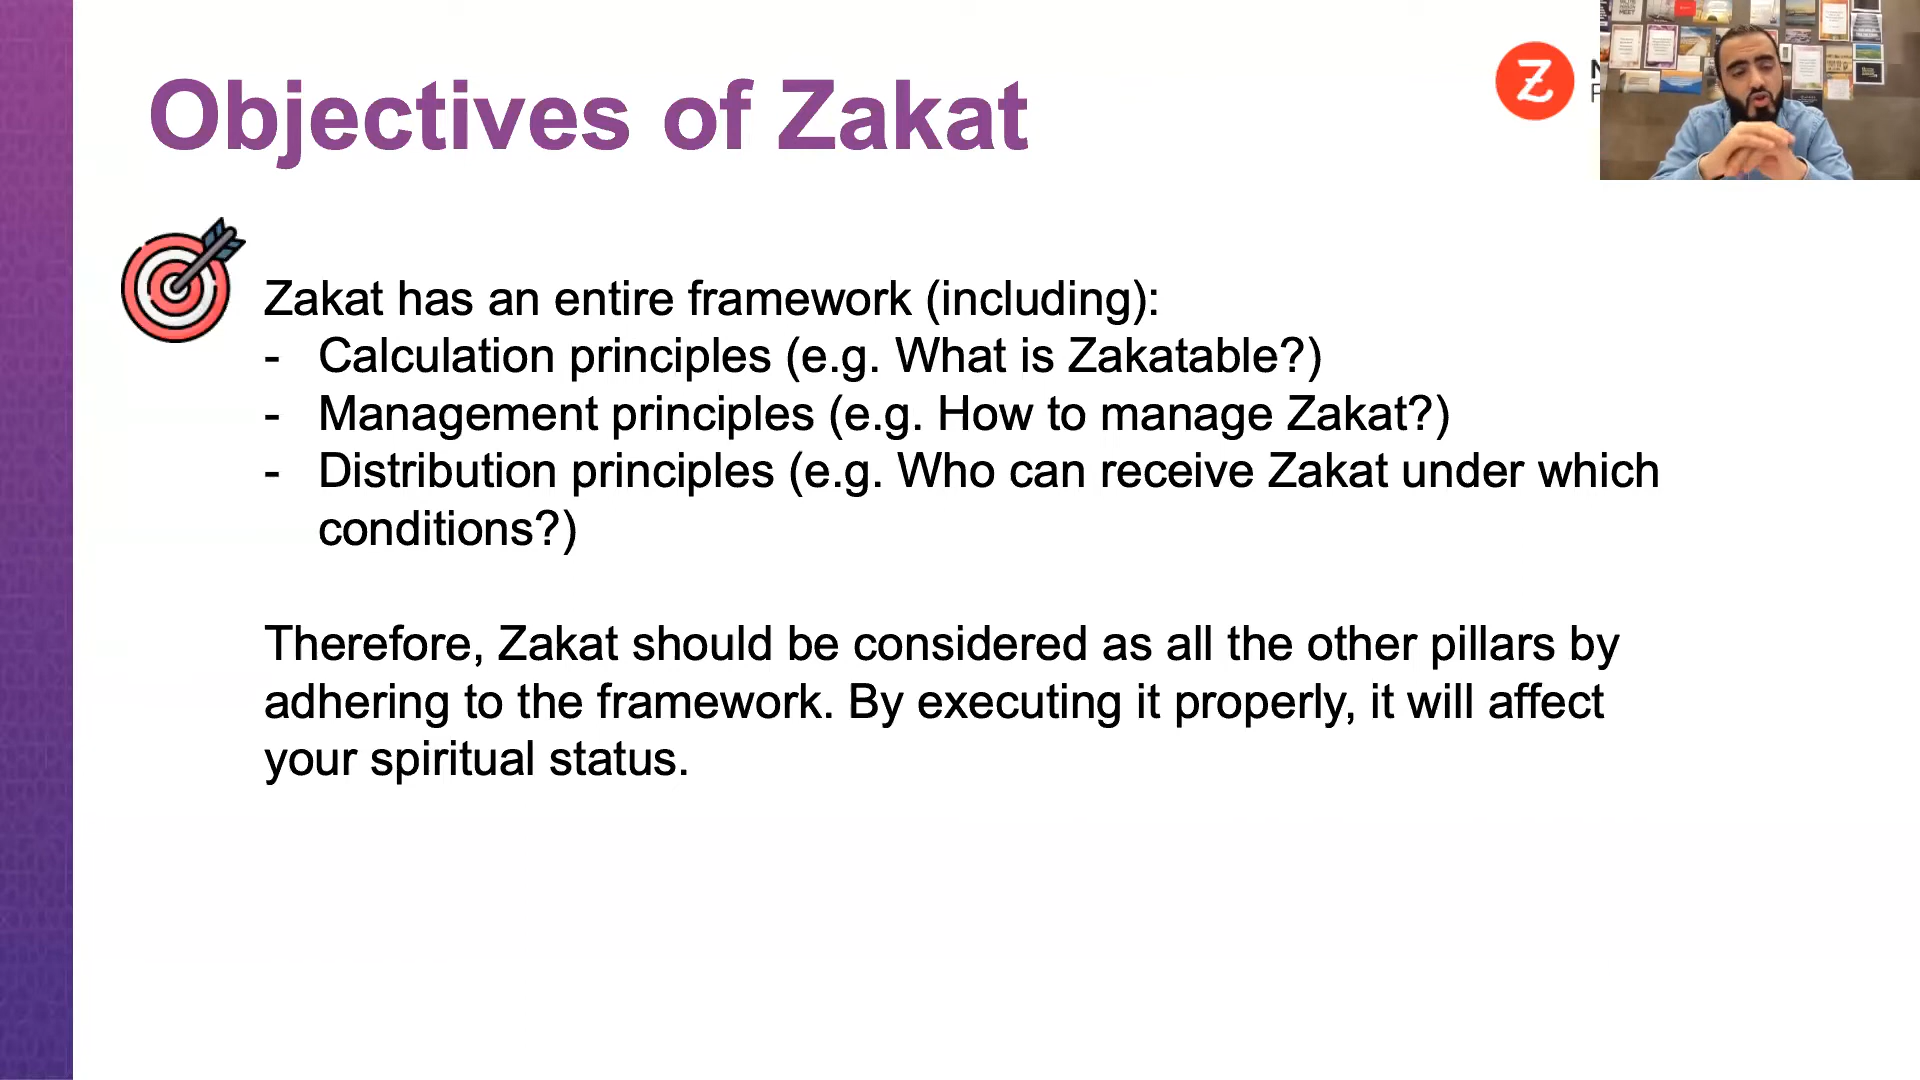 Objectives of Zakat
Zakat has an entire framework (including):
- Calculation principles (e.g. What is Zakatable?)
- Management principles (e.g. How to manage Zakat?)
- Distribution principles (e.g. Who can receive Zakat under which
conditions?)
Therefore, Zakat should be considered as all the other pillars by
adhering to the framework. By executing it properly, it will affect
your spiritual status.
Z